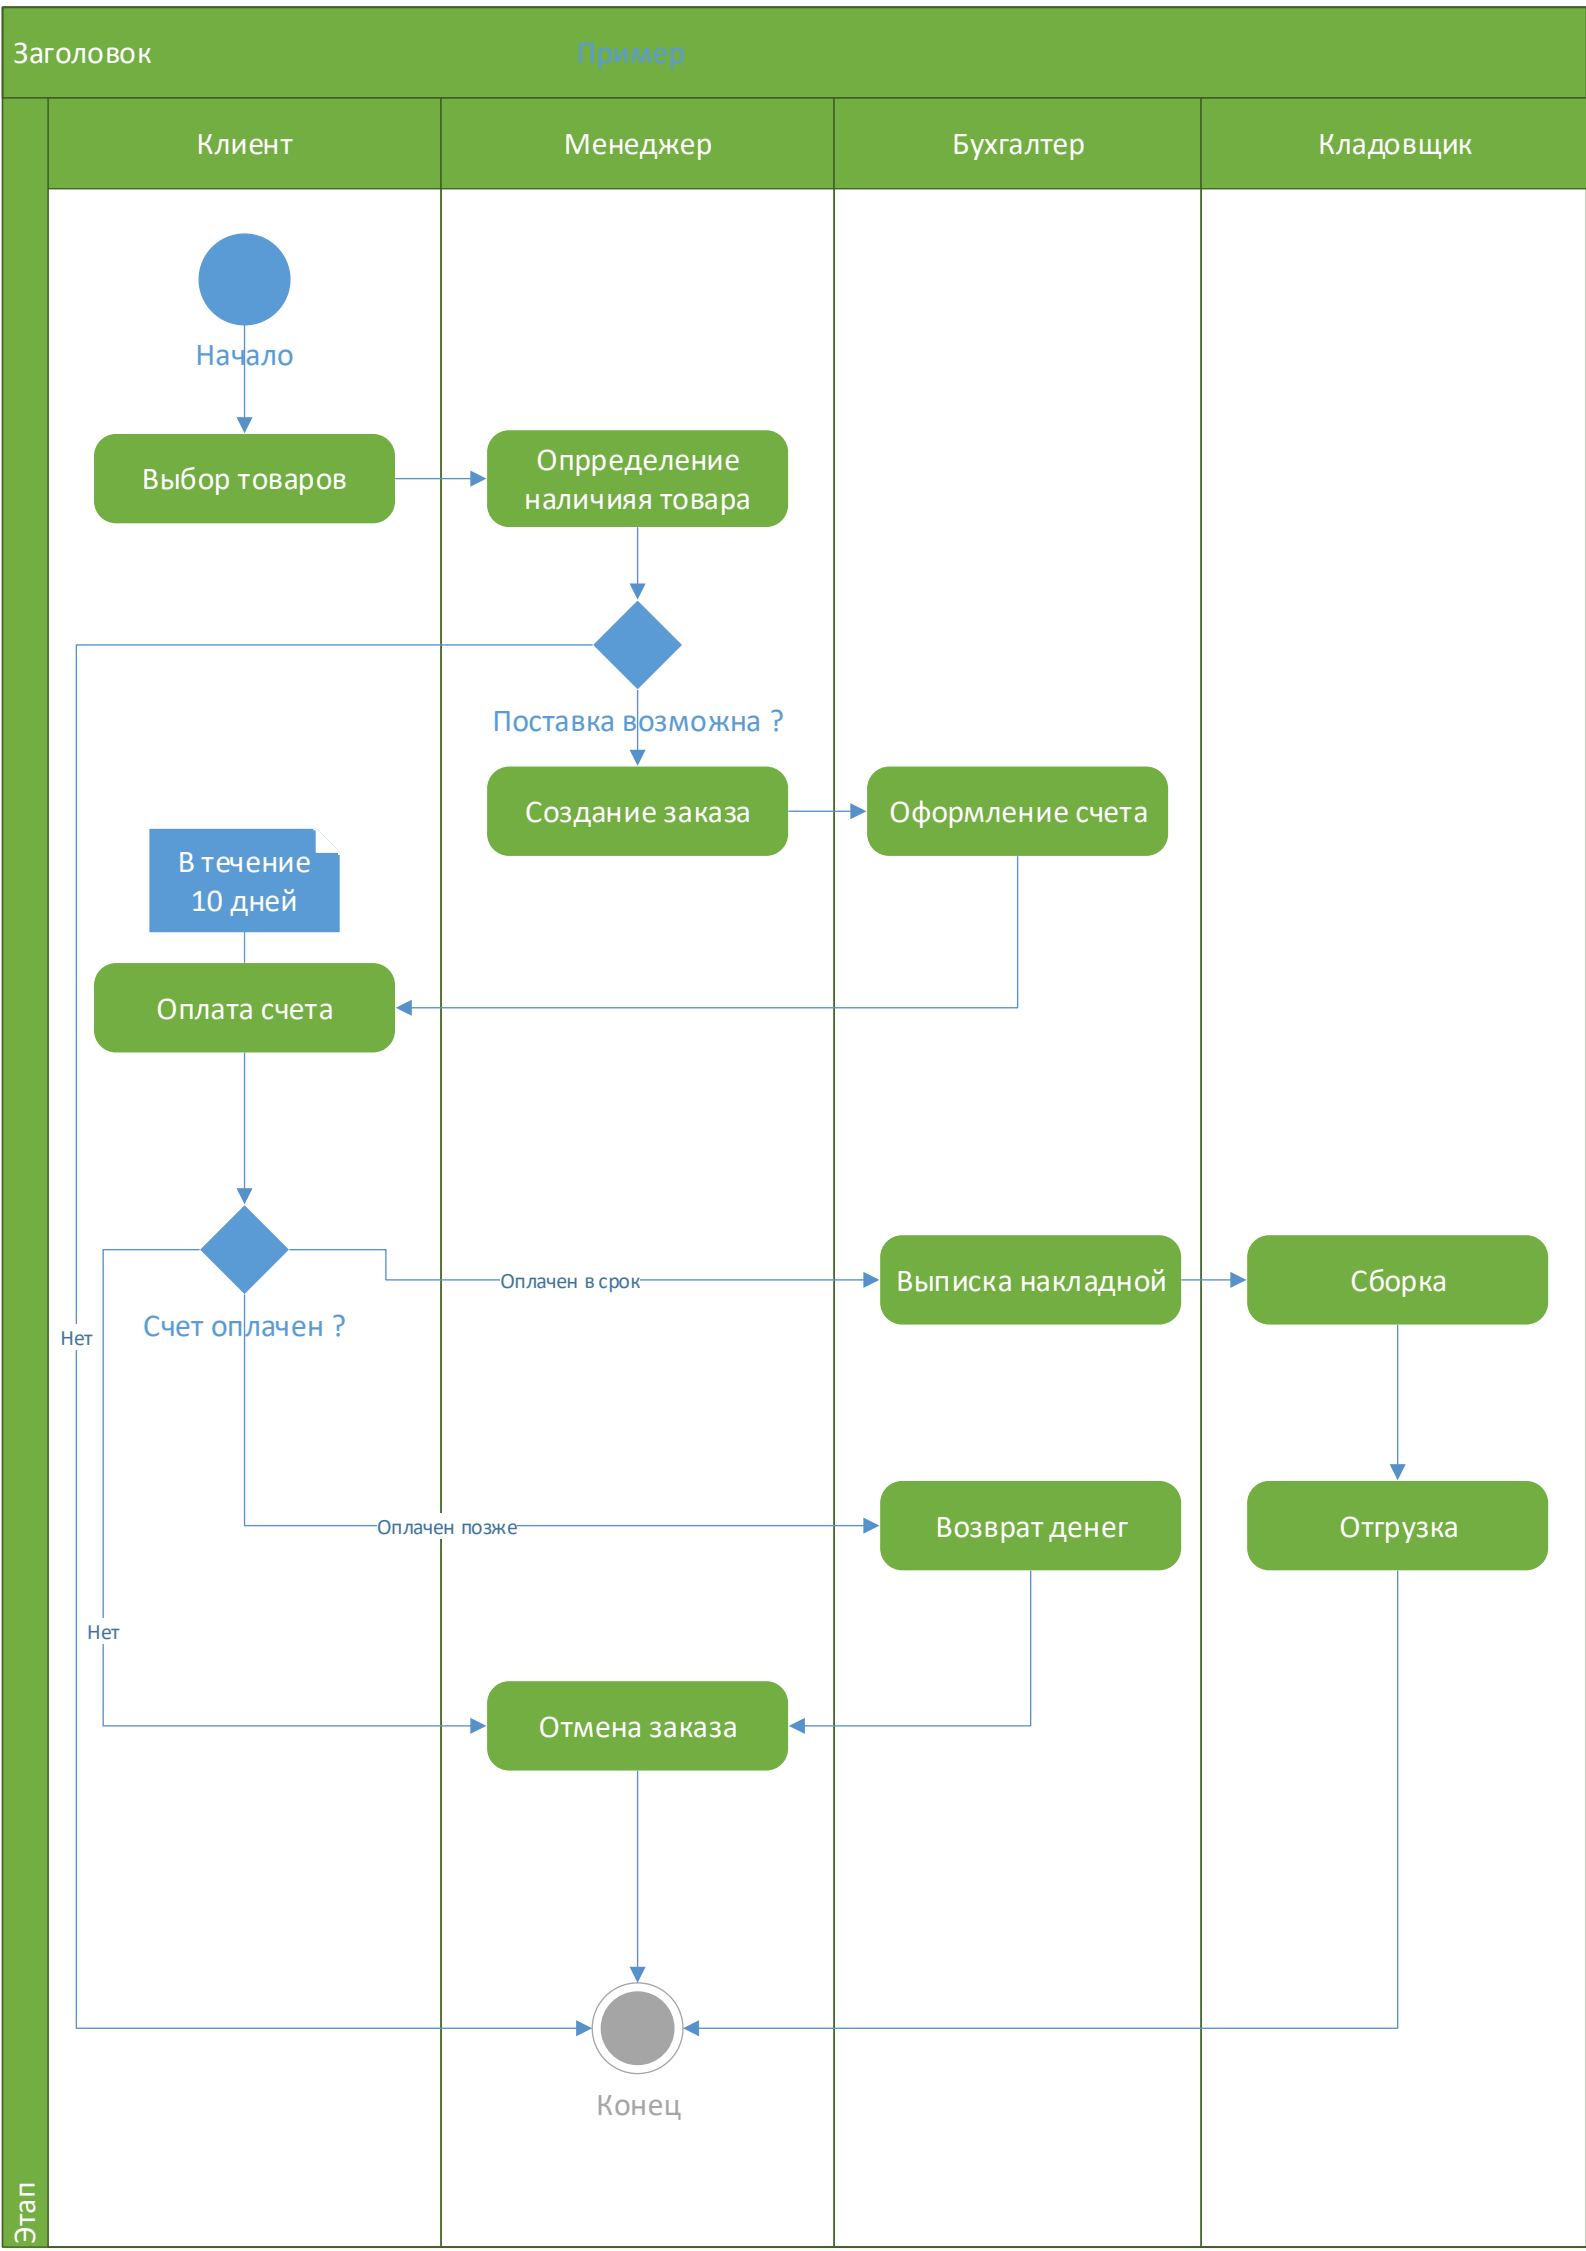 Заголовок
Пример
Клиент
Менеджер
Бухгалтер
Кладовщик
Начало
Выбор товаров
Опрределение
наличияя товара
Поставка возможна ?
Создание заказа
Оформление счета
В течение
10 дней
Оплата счета
Оплачен в срок
Выписка накладной
Сборка
Счет оплачен ?
Нет
Оплачен позже
Возврат денег
Отгрузка
Нет
Отмена заказа
Конец
Этап